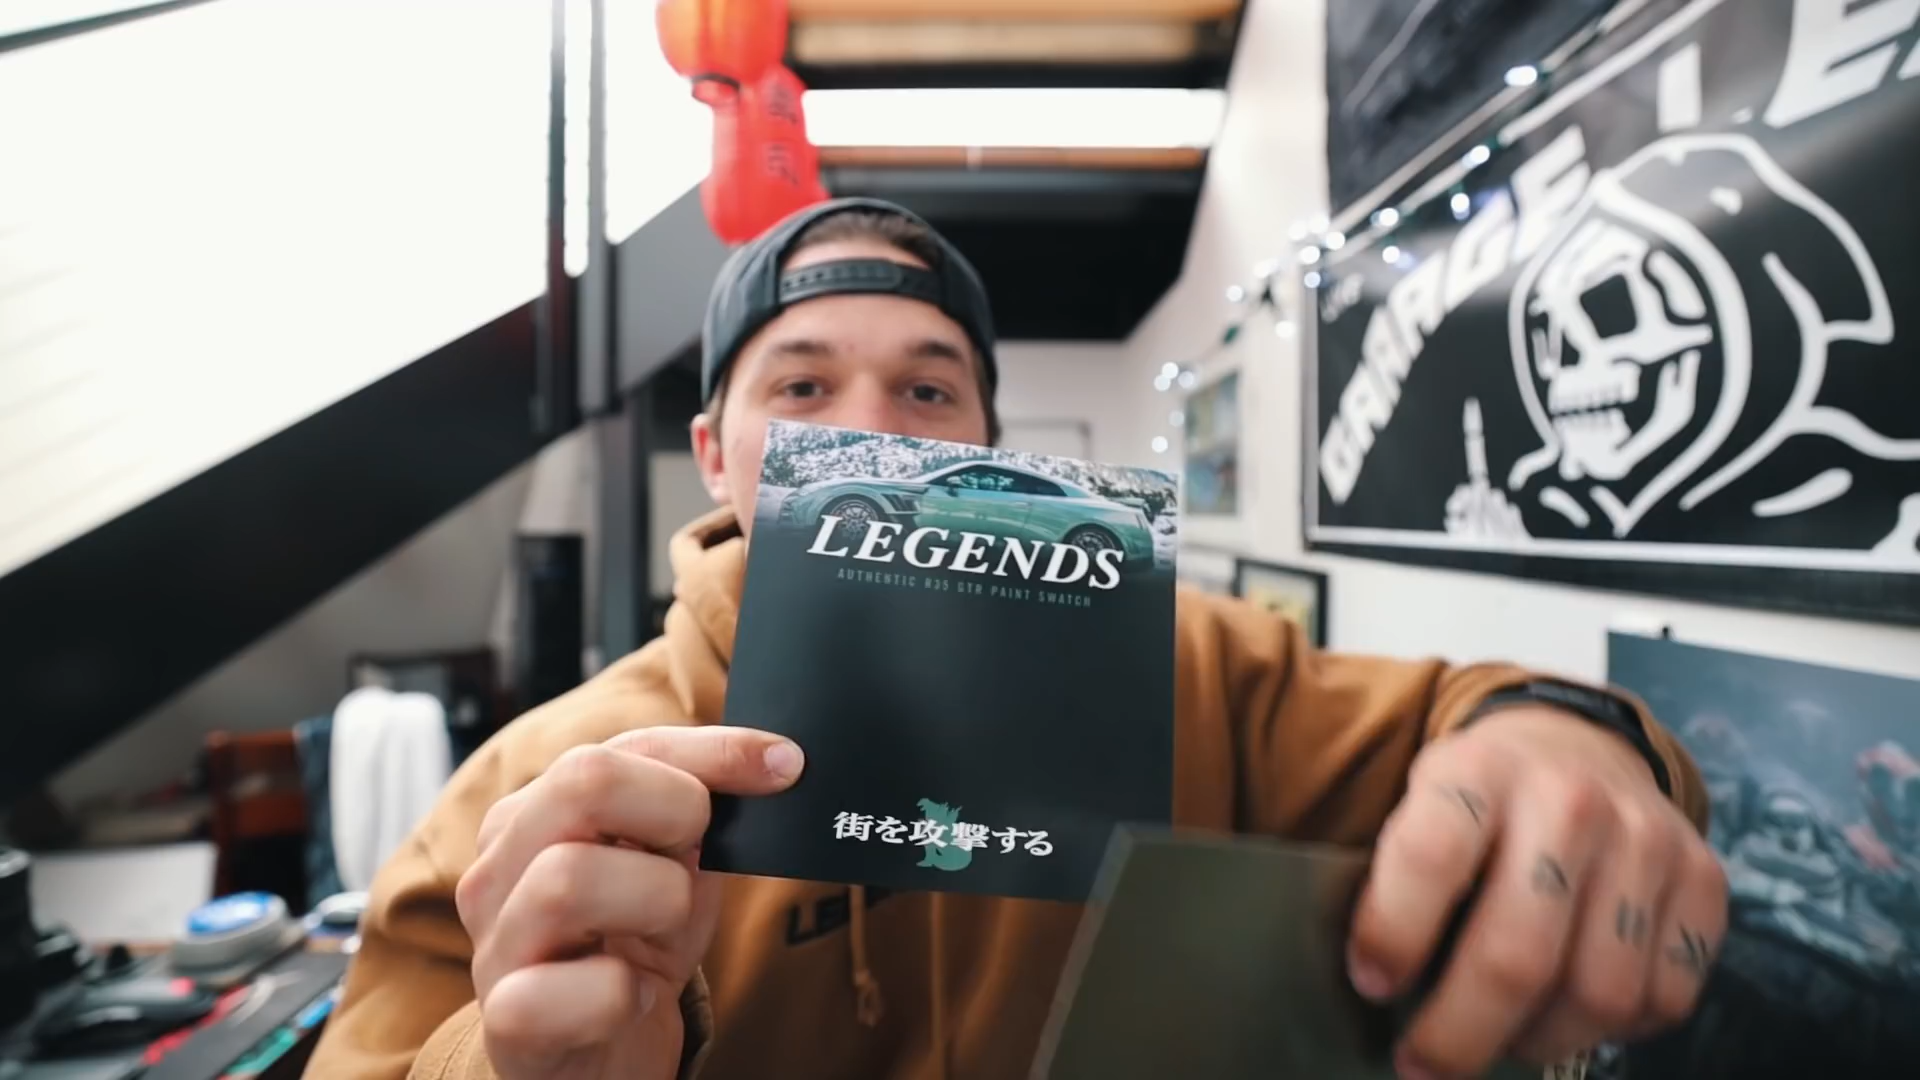 GARAGE
LEGENDS
AUTHENTIC R35 GTR PAINT SWATCH
街を攻撃する